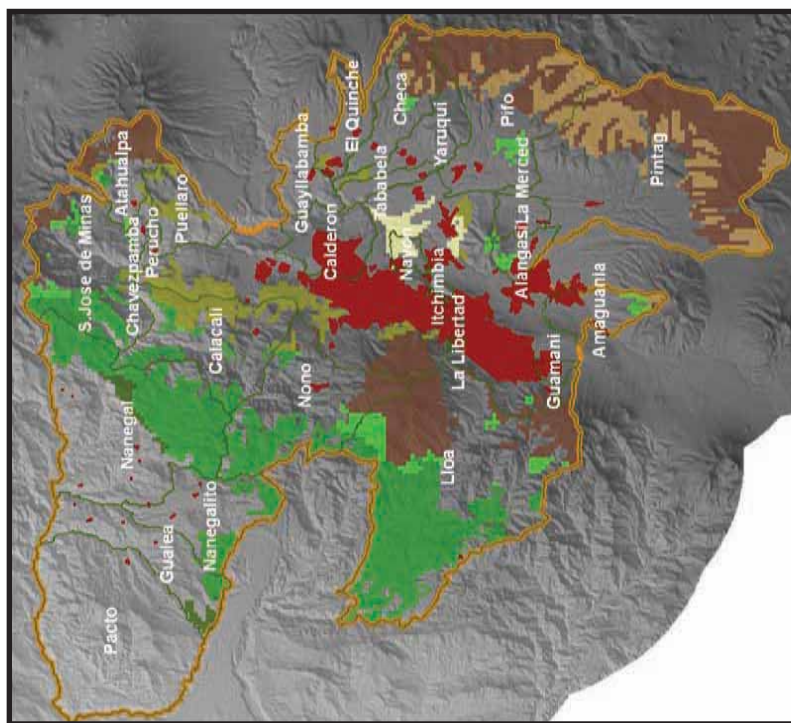 Pacto
Gualea
Nanegalito
Nanegal
S.Jose de Minas
Chavezpamba
Atahualpa
Perucho
Puellaro
Calacali
Nono
Lloa
Calderon
Guayllabamba
El Quinche
Checa
Tababela
Yaruqui
Nayon
Itchimbia
La Libertad
Guamani
Alangasi
La Merced
Pifo
Pintag
Amaguania